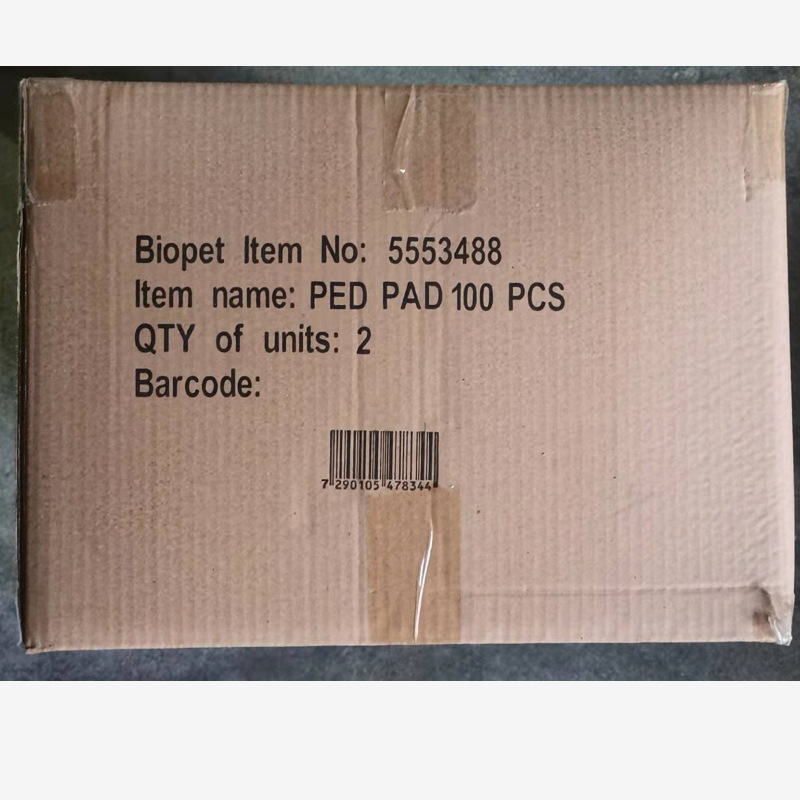 Biopet Item No: 5553488
Item name: PED PAD 100 PCS
QTY of units: 2
Barcode:
7 290105 478344